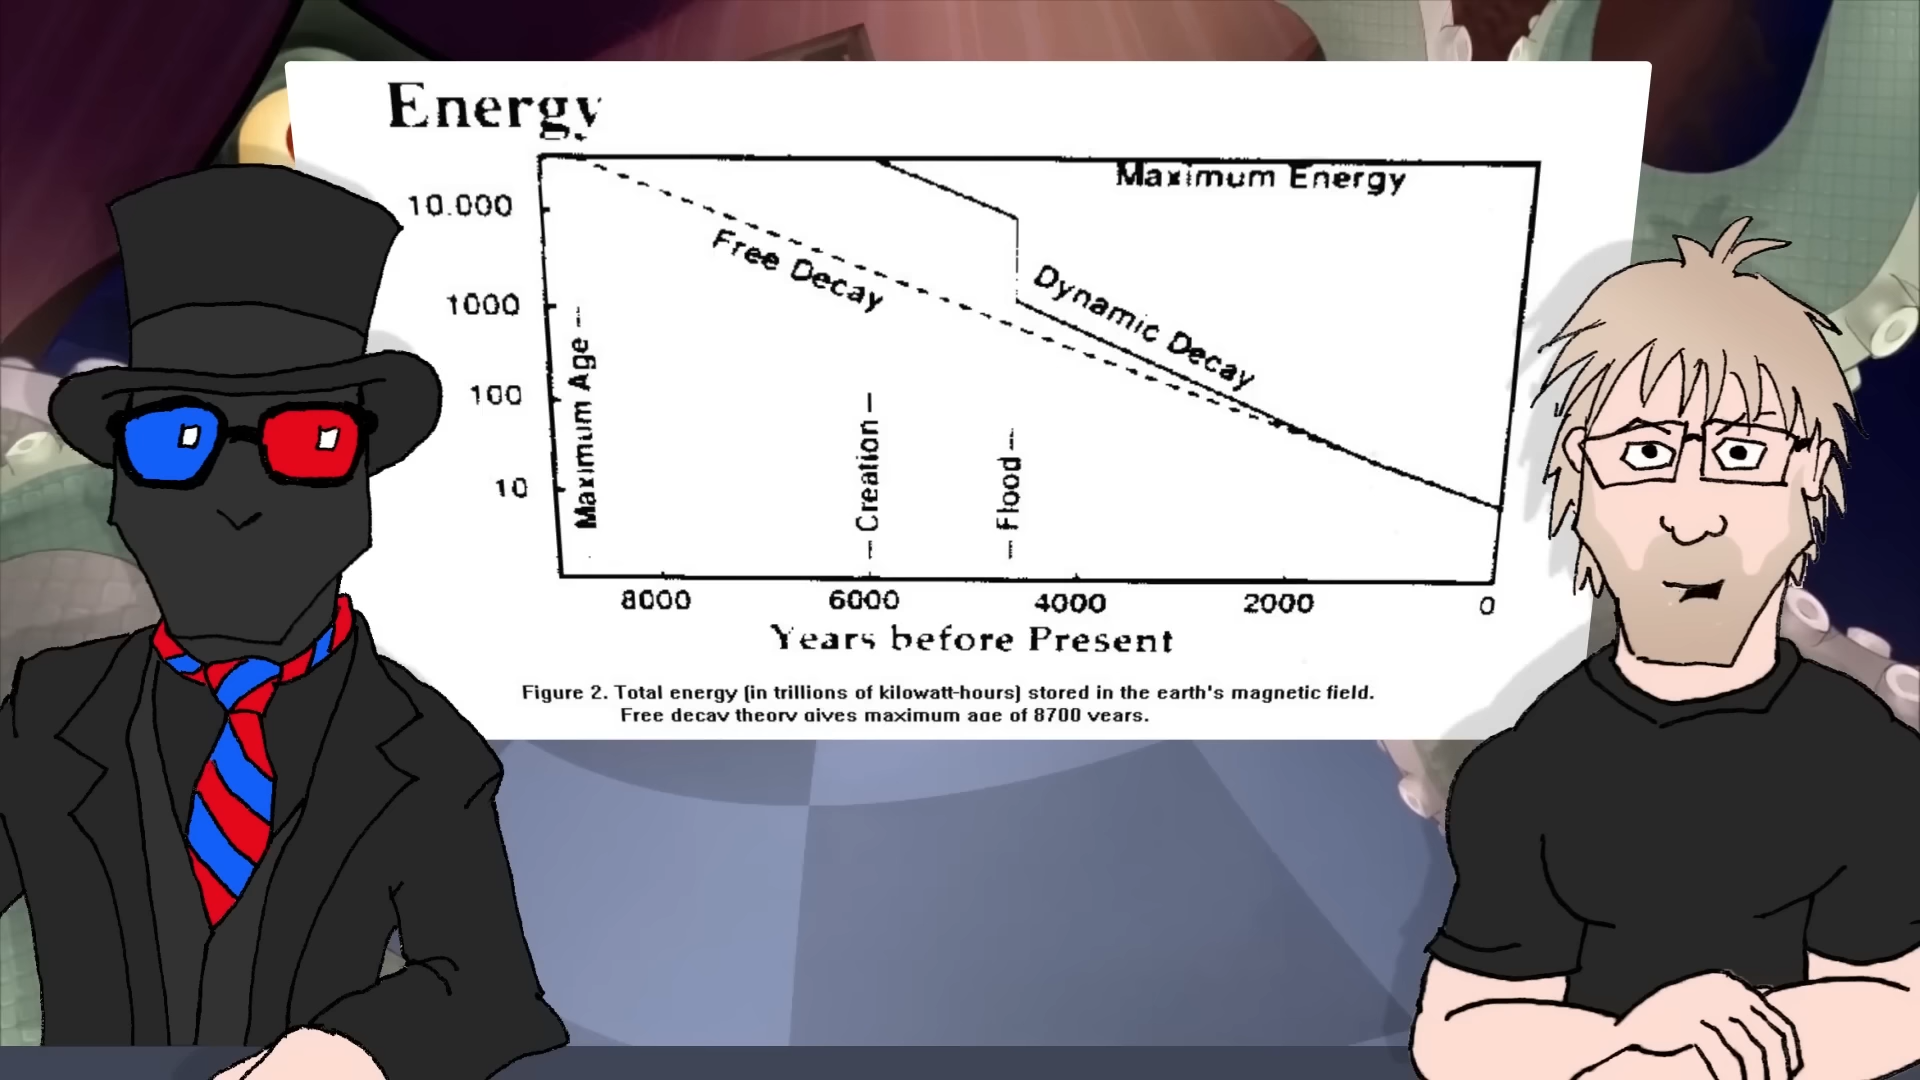 Energy
Maximum Energy
10.000
Free Decay
Dynamic Decay
1000
100
10
Maximum Age
Creation
Flood
8000 6000 4000 2000 0
Years before Present
Figure 2. Total energy (in trillions of kilowatt-hours) stored in the earth's magnetic field.
Free decay theory gives maximum age of 8700 years.